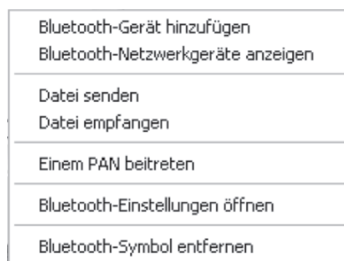 Bluetooth-Gerät hinzufügen
Bluetooth-Netzwerkgeräte anzeigen
Datei senden
Datei empfangen
Einem PAN beitreten
Bluetooth-Einstellungen öffnen
Bluetooth-Symbol entfernen